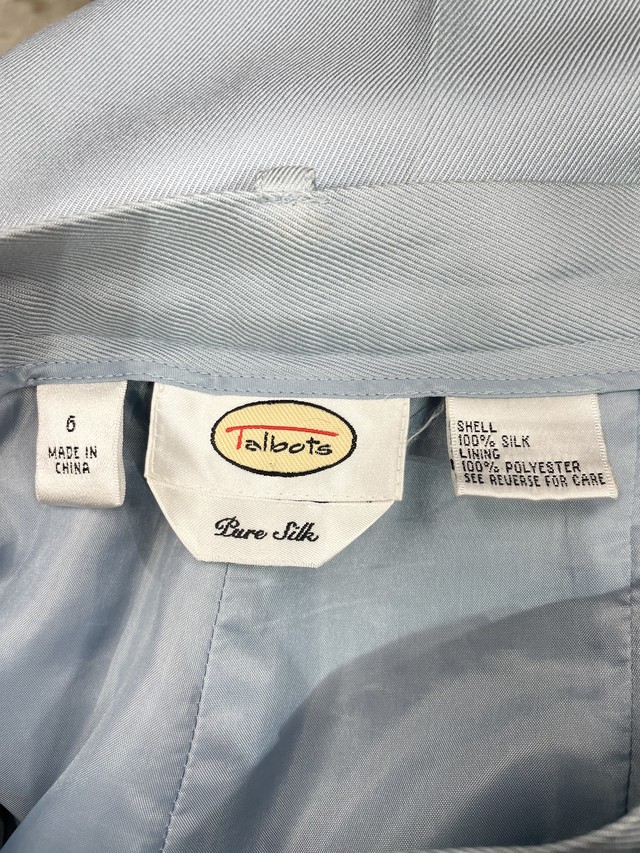 6
MADE IN
CHINA
Talbots
Pure Silk
SHELL
100% SILK
LINING
100% POLYESTER
SEE REVERSE FOR CARE